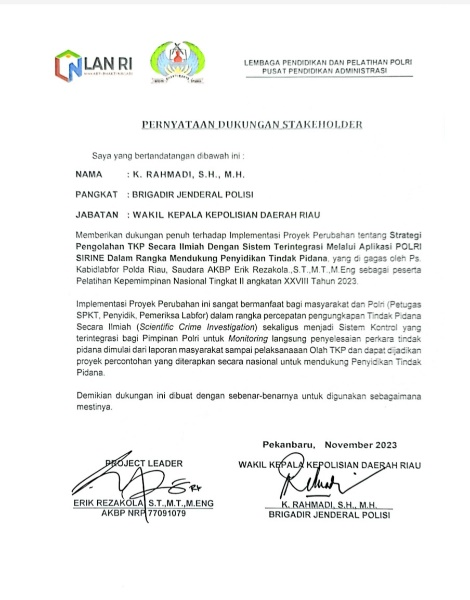 LAN RI
MAKARTI BHAKTI NAGARI
LEMBAGA PENDIDIKAN DAN PELATIHAN POLRI
PUSAT PENDIDIKAN ADMINISTRASI
PERNYATAAN DUKUNGAN STAKEHOLDER
Saya yang bertandatangan dibawah ini :
NAMA : K. RAHMADI, S.H., M.H.
PANGKAT : BRIGADIR JENDERAL POLISI
JABATAN : WAKIL KEPALA KEPOLISIAN DAERAH RIAU
Memberikan dukungan penuh terhadap Implementasi Proyek Perubahan tentang Strategi
Pengolahan TKP Secara Ilmiah Dengan Sistem Terintegrasi Melalui Aplikasi POLRI
SIRINE Dalam Rangka Mendukung Penyidikan Tindak Pidana, yang di gagas oleh Ps.
Kabidlabfor Polda Riau, Saudara AKBP Erik Rezakola.,S.T.,M.T.,M.Eng sebagai peserta
Pelatihan Kepemimpinan Nasional Tingkat II angkatan XXVIII Tahun 2023.
Implementasi Proyek Perubahan ini sangat bermanfaat bagi masyarakat dan Polri (Petugas
SPKT, Penyidik, Pemeriksa Labfor) dalam rangka percepatan pengungkapan Tindak Pidana
Secara Ilmiah (Scientific Crime Investigation) sekaligus menjadi Sistem Kontrol yang
terintegrasi bagi Pimpinan Polri untuk Monitoring langsung penyelesaian perkara tindak
pidana dimulai dari laporan masyarakat sampai pelaksanaaan Olah TKP dan dapat dijadikan
proyek percontohan yang diterapkan secara nasional untuk mendukung Penyidikan Tindak
Pidana.
Demikian dukungan ini dibuat dengan sebenar-benarnya untuk digunakan sebagaimana
mestinya.
Pekanbaru, November 2023
PROJECT LEADER
WAKIL KEPALA KEPOLISIAN DAERAH RIAU
ERIK REZAKOLA, S.T.,M.T.,M.ENG
AKBP NRP 77091079
K. RAHMADI, S.H., M.H.
BRIGADIR JENDERAL POLISI